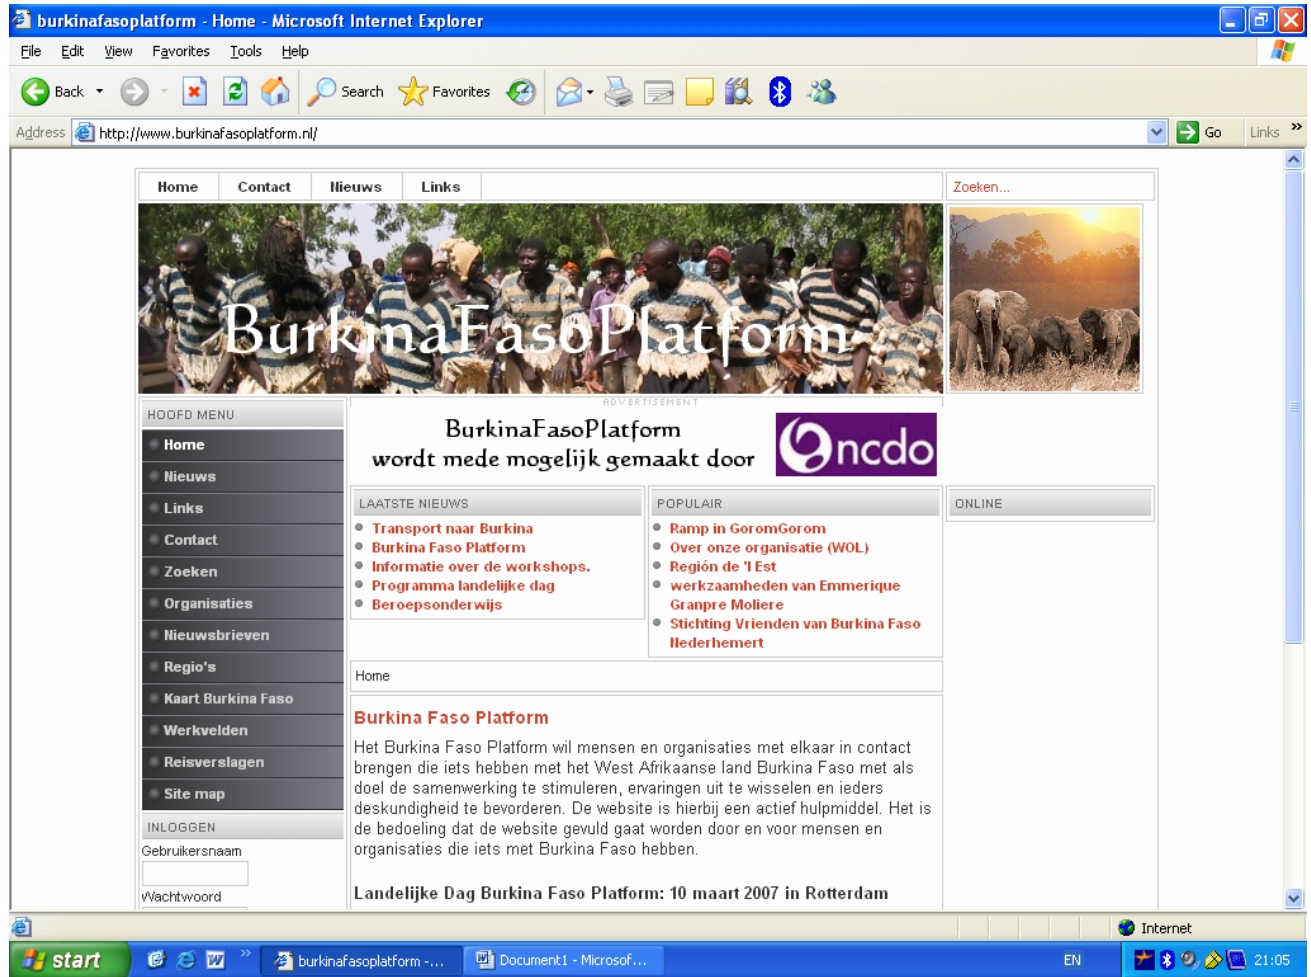 burkinafasoplatform - Home - Microsoft Internet Explorer
File Edit View Favorites Tools Help
Back Search Favorites
Address http://www.burkinafasoplatform.nl/ Go Links »
Home Contact Nieuws Links Zoeken...
BurkinaFasoPlatform
ADVERTISEMENT
HOOFD MENU
Home
Nieuws
Links
Contact
Zoeken
Organisaties
Nieuwsbrieven
Regio's
Kaart Burkina Faso
Werkvelden
Reisverslagen
Site map
INLOGGEN
Gebruikersnaam
Wachtwoord
BurkinaFasoPlatform
wordt mede mogelijk gemaakt door
ncdo
LAATSTE NIEUWS
Transport naar Burkina
Burkina Faso Platform
Informatie over de workshops.
Programma landelijke dag
Beroepsonderwijs
POPULAIR
Ramp in GoromGorom
Over onze organisatie (WOL)
Región de 'l Est
werkzaamheden van Emmerique
Granpre Moliere
Stichting Vrienden van Burkina Faso
Nederhemert
ONLINE
Home
Burkina Faso Platform
Het Burkina Faso Platform wil mensen en organisaties met elkaar in contact
brengen die iets hebben met het West Afrikaanse land Burkina Faso met als
doel de samenwerking te stimuleren, ervaringen uit te wisselen en ieders
deskundigheid te bevorderen. De website is hierbij een actief hulpmiddel. Het is
de bedoeling dat de website gevuld gaat worden door en voor mensen en
organisaties die iets met Burkina Faso hebben.
Landelijke Dag Burkina Faso Platform: 10 maart 2007 in Rotterdam
Internet
start » burkinafasoplatform -... Document1 - Microsof... EN 21:05